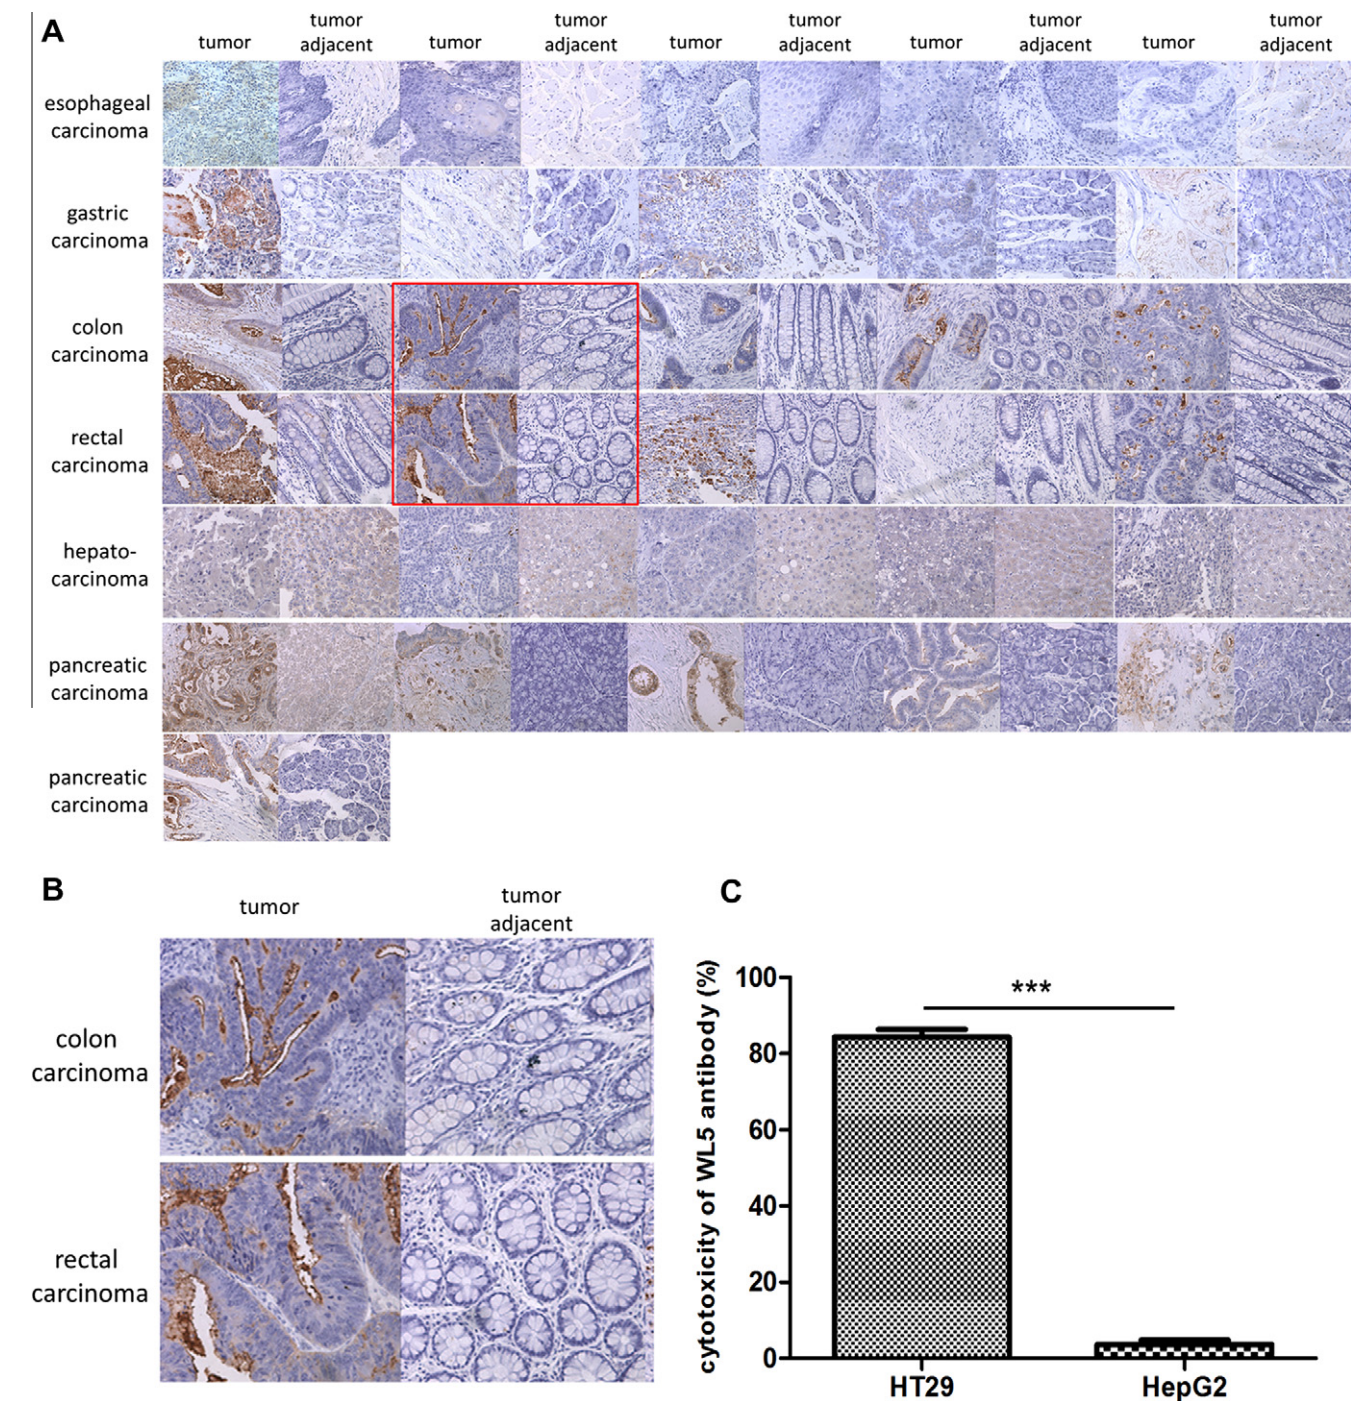 A
tumor
tumor
adjacent
tumor
tumor
adjacent
tumor
tumor
adjacent
tumor
tumor
adjacent
tumor
tumor
adjacent
esophageal
carcinoma
gastric
carcinoma
colon
carcinoma
rectal
carcinoma
hepato-
carcinoma
pancreatic
carcinoma
pancreatic
carcinoma
B
tumor
tumor
adjacent
colon
carcinoma
rectal
carcinoma
C
cytotoxicity of WL5 antibody (%)
100
80
60
40
20
0
***
HT29
HepG2